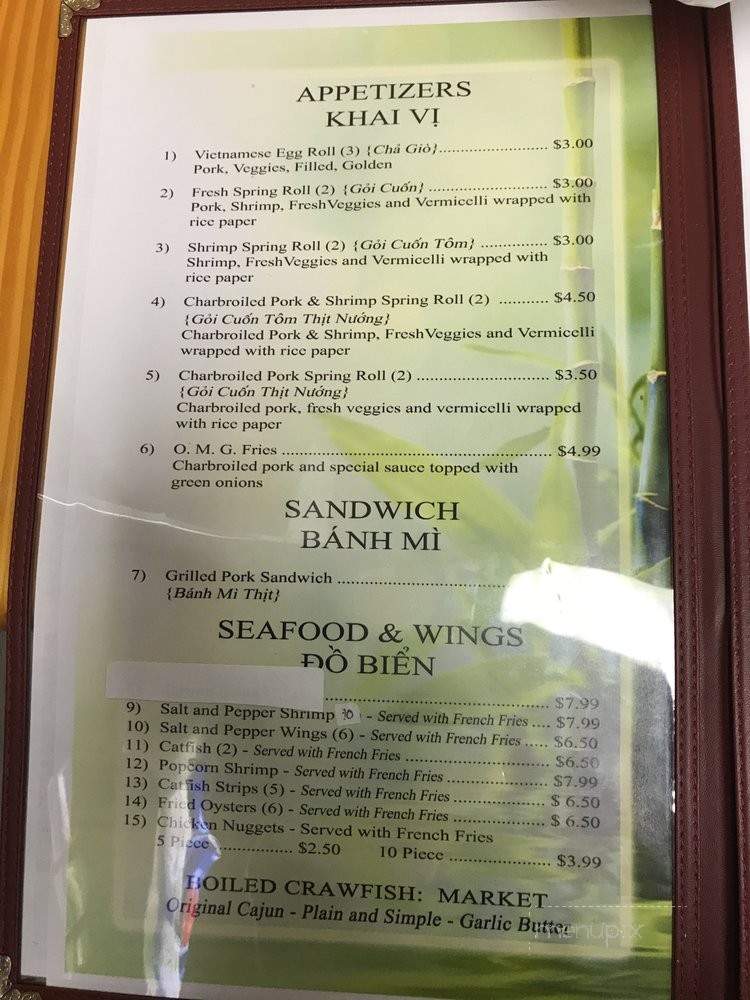 APPETIZERS
KHAI VỊ
1) Vietnamese Egg Roll (3) {Chả Giò}........................ $3.00
Pork, Veggies, Filled, Golden
2) Fresh Spring Roll (2) {Gỏi Cuốn} .......................... $3.00
Pork, Shrimp, Fresh Veggies and Vermicelli wrapped with
rice paper
3) Shrimp Spring Roll (2) {Gỏi Cuốn Tôm} ............... $3.00
Shrimp, Fresh Veggies and Vermicelli wrapped with
rice paper
4) Charbroiled Pork & Shrimp Spring Roll (2) ........... $4.50
{Gỏi Cuốn Tôm Thịt Nướng}
Charbroiled Pork & Shrimp, Fresh Veggies and Vermicelli
wrapped with rice paper
5) Charbroiled Pork Spring Roll (2) ............................. $3.50
{Gỏi Cuốn Thịt Nướng}
Charbroiled pork, fresh veggies and vermicelli wrapped
with rice paper
6) O. M. G. Fries ............................................................ $4.99
Charbroiled pork and special sauce topped with
green onions
SANDWICH
BÁNH MÌ
7) Grilled Pork Sandwich ......................................
{Bánh Mì Thịt}
SEAFOOD & WINGS
ĐỒ BIỂN
................................................ $7.99
9) Salt and Pepper Shrimp - Served with French Fries .... $7.99
10) Salt and Pepper Wings (6) - Served with French Fries ..... $6.50
11) Catfish (2) - Served with French Fries .............................. $6.50
12) Popcorn Shrimp - Served with French Fries ...................... $7.99
13) Catfish Strips (5) - Served with French Fries .................... $ 6.50
14) Fried Oysters (6) - Served with French Fries .................... $ 6.50
15) Chicken Nuggets - Served with French Fries
5 Piece ................. $2.50 10 Piece ...................... $3.99
BOILED CRAWFISH: MARKET
Original Cajun - Plain and Simple - Garlic Butter
menupix